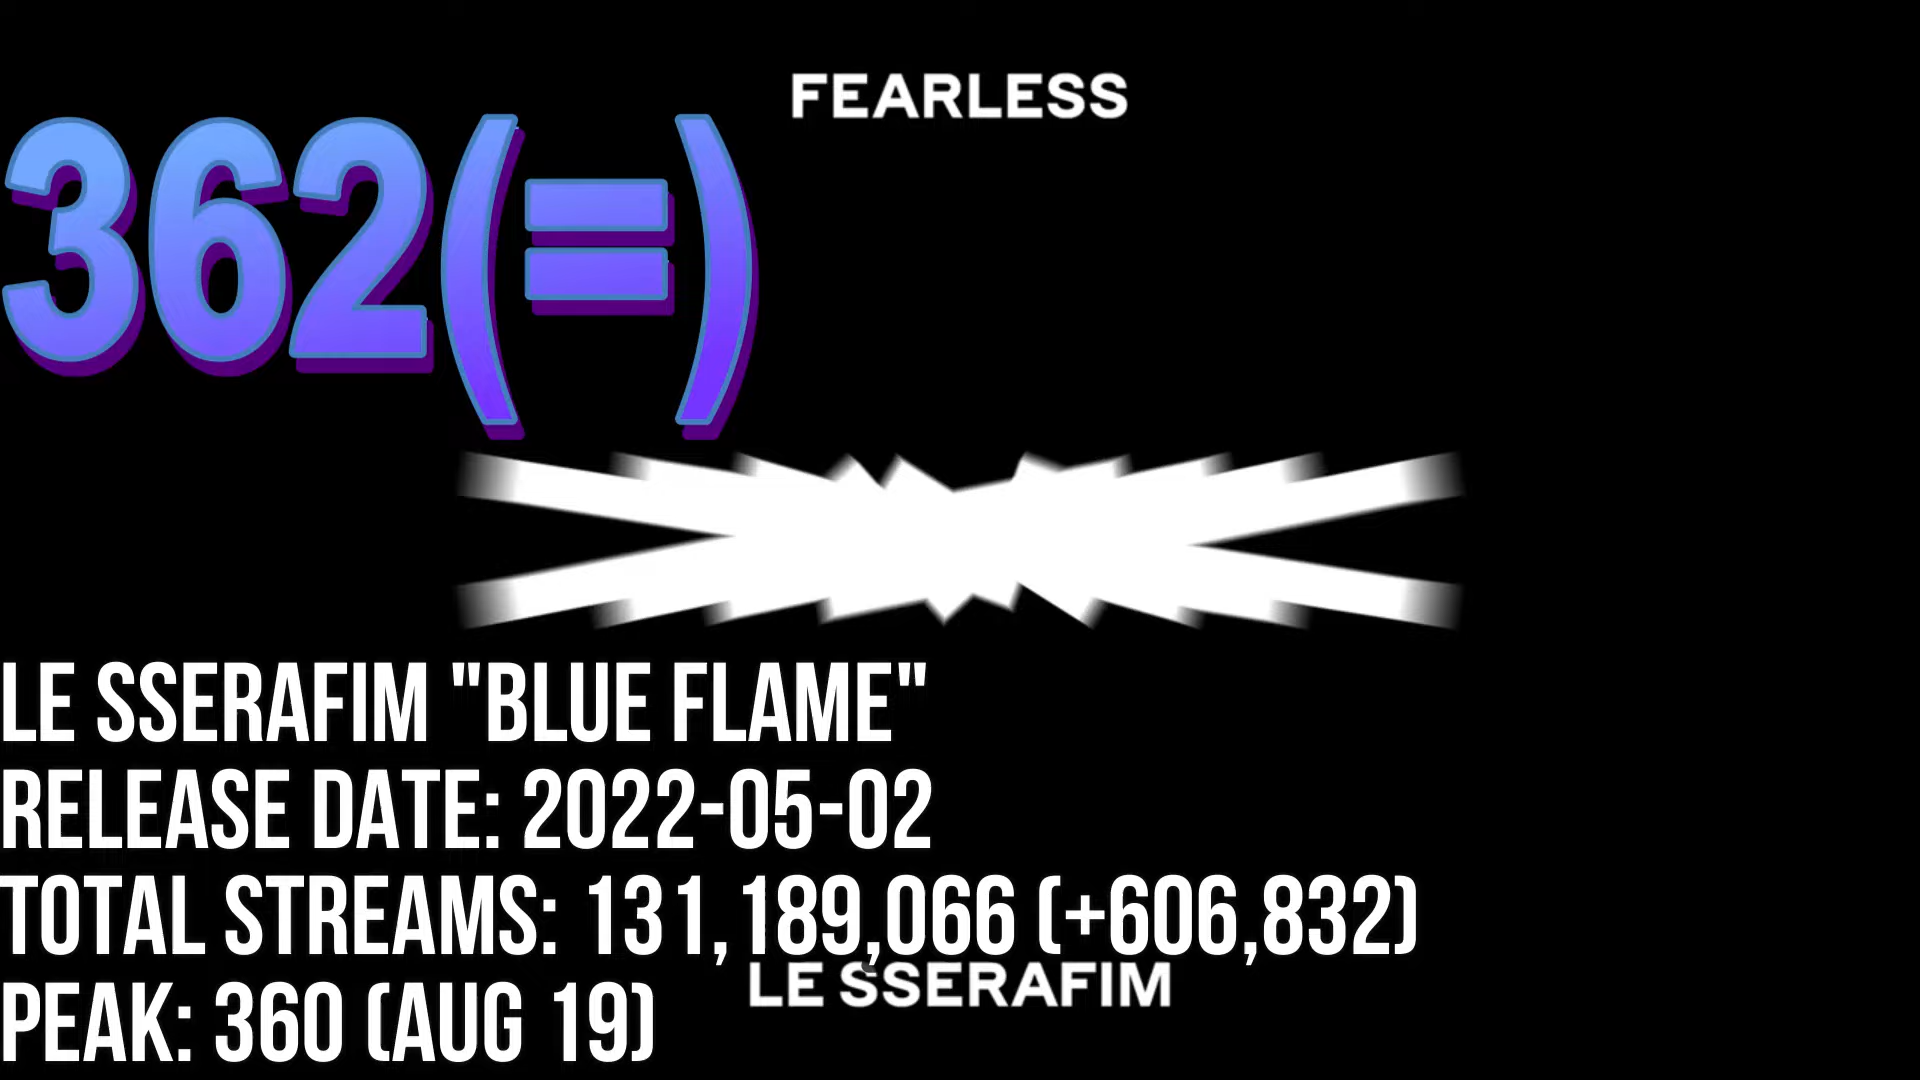 FEARLESS
362(=)
LE SSERAFIM "BLUE FLAME"
RELEASE DATE: 2022-05-02
TOTAL STREAMS: 131,189,066 (+606,832)
LE SSERAFIM
PEAK: 360 (AUG 19)